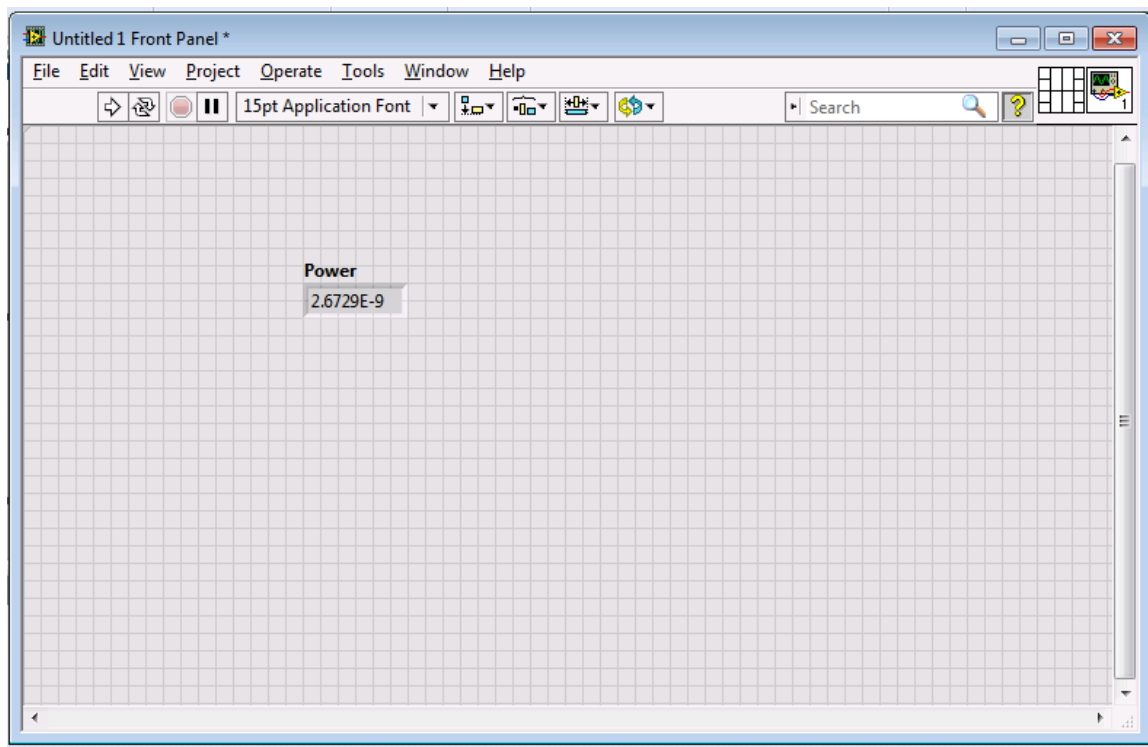 Untitled 1 Front Panel *
File Edit View Project Operate Tools Window Help
15pt Application Font Search
1
Power
2.6729E-9